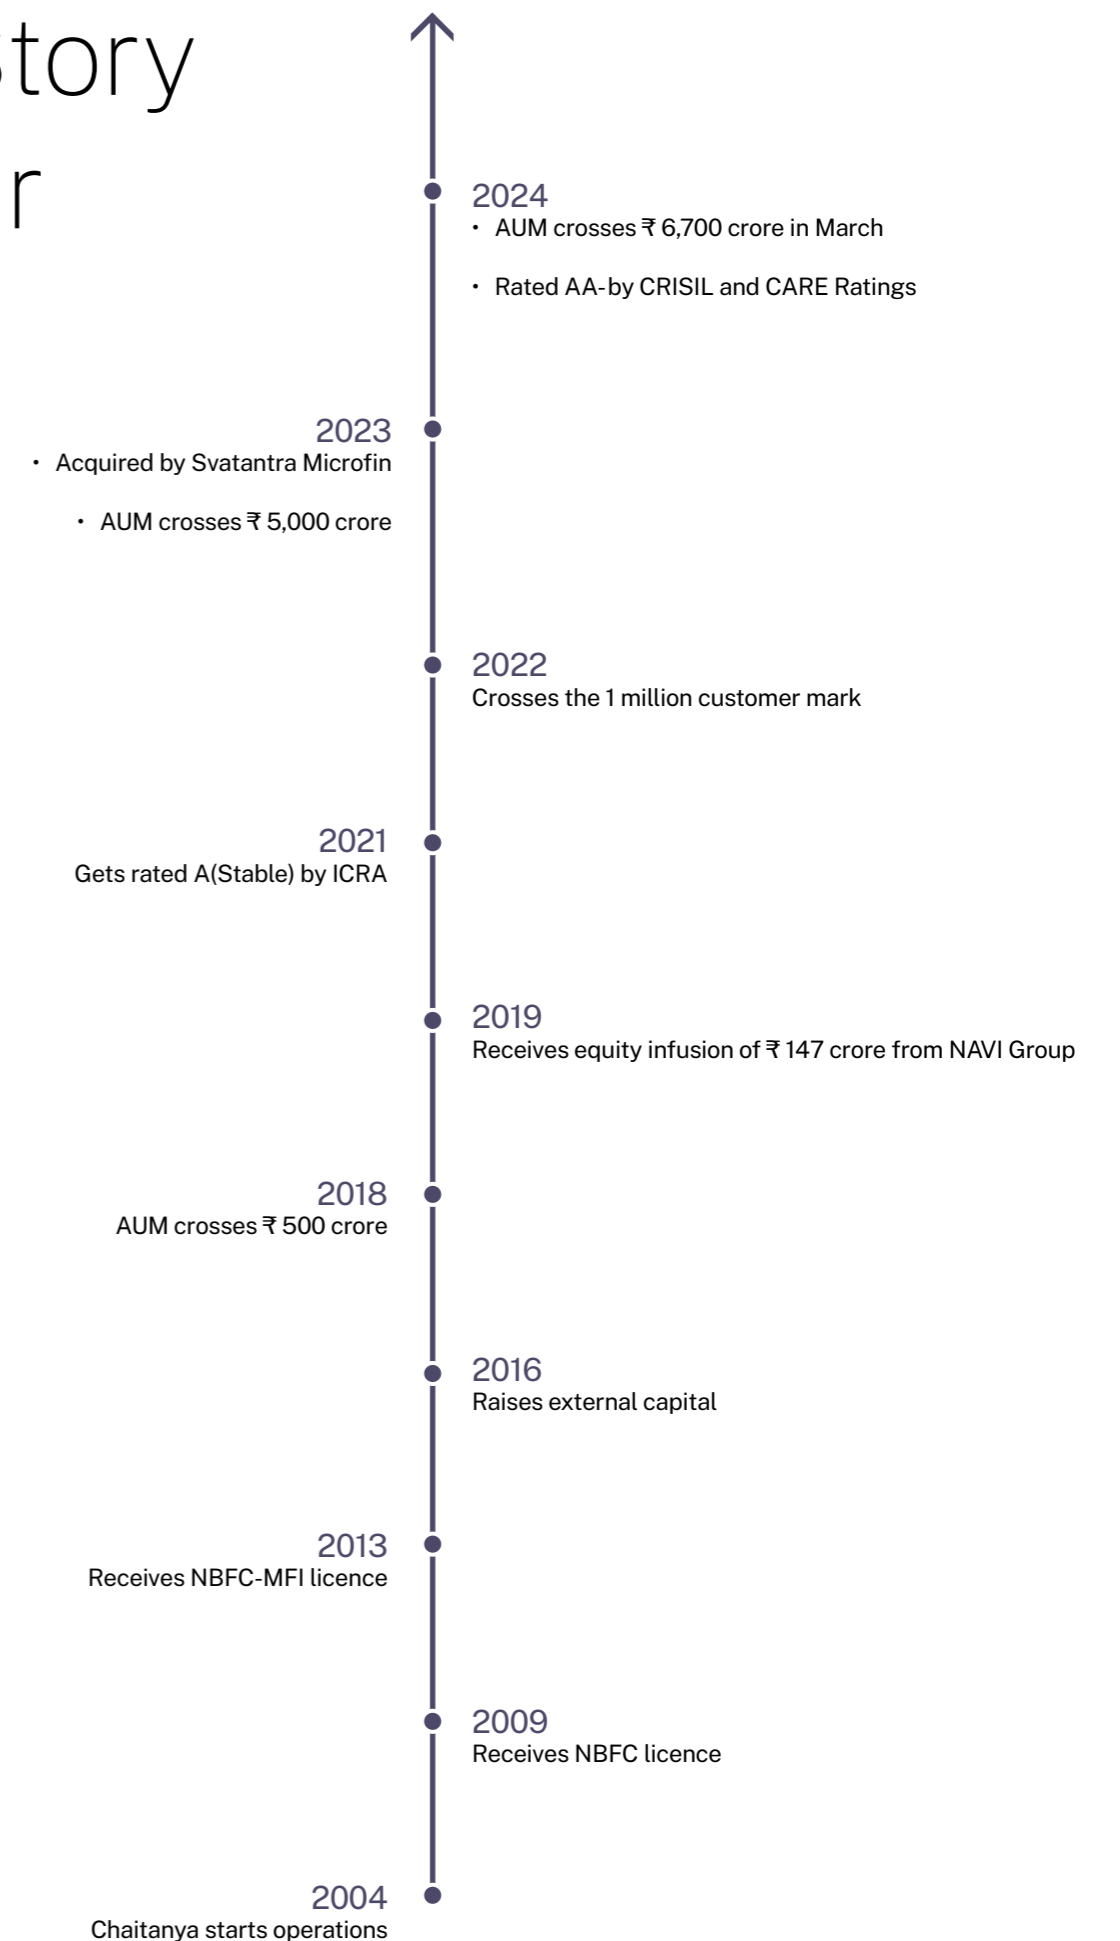 tory
r
2024
• AUM crosses ₹ 6,700 crore in March
• Rated AA-by CRISIL and CARE Ratings
2023
• Acquired by Svatantra Microfin
• AUM crosses ₹ 5,000 crore
2022
Crosses the 1 million customer mark
2021
Gets rated A(Stable) by ICRA
2019
Receives equity infusion of ₹ 147 crore from NAVI Group
2018
AUM crosses ₹ 500 crore
2016
Raises external capital
2013
Receives NBFC-MFI licence
2009
Receives NBFC licence
2004
Chaitanya starts operations